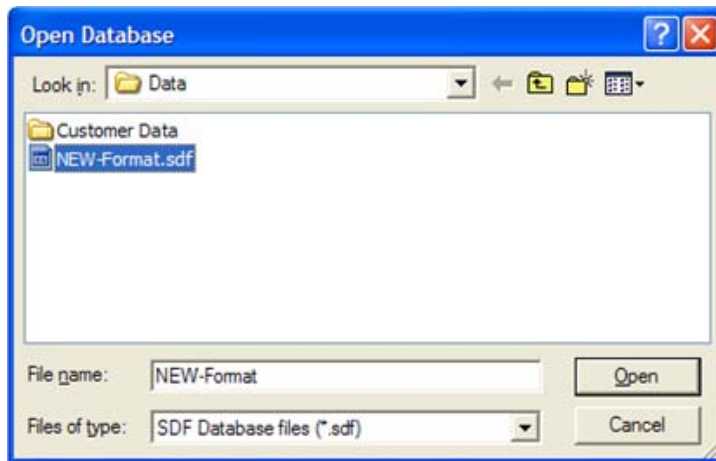 Open Database
Look in: Data
Customer Data
NEW-Format.sdf
File name: NEW-Format Open
Files of type: SDF Database files (*.sdf) Cancel